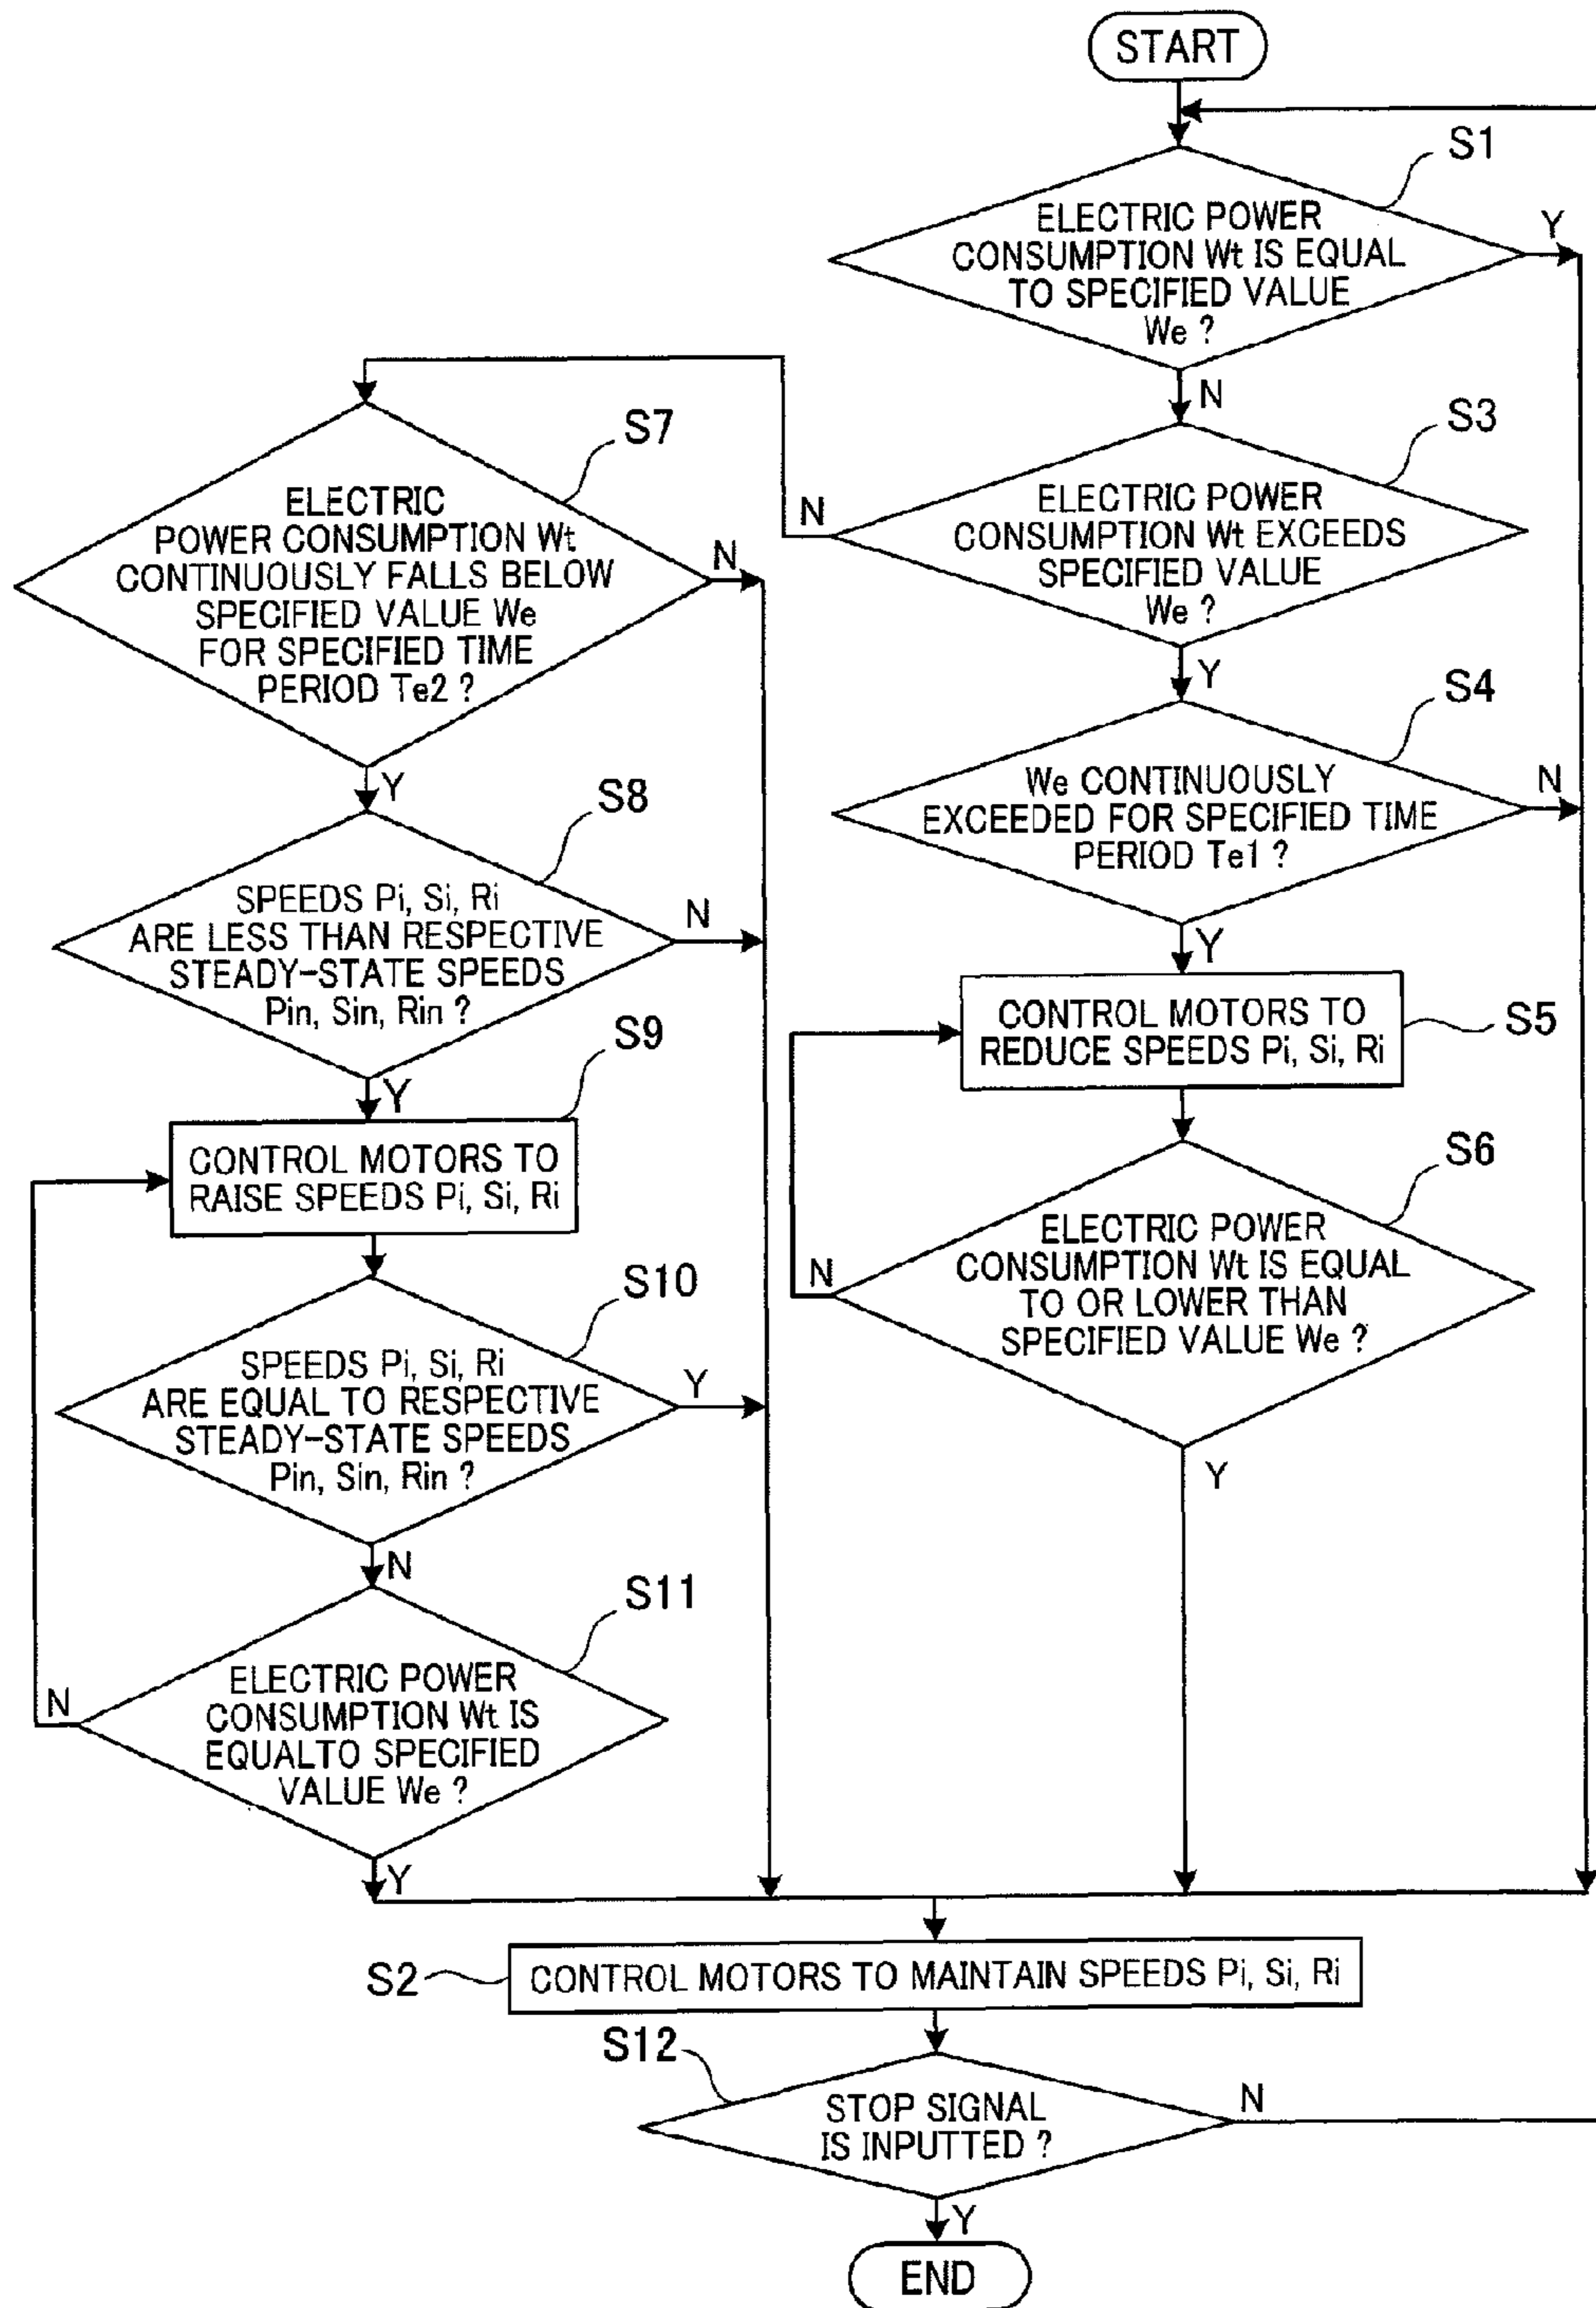 START
S1
ELECTRIC POWER
CONSUMPTION Wt IS EQUAL
TO SPECIFIED VALUE
We ?
Y
N
S3
ELECTRIC POWER
CONSUMPTION Wt EXCEEDS
SPECIFIED VALUE
We ?
N
Y
S4
We CONTINUOUSLY
EXCEEDED FOR SPECIFIED TIME
PERIOD Te1 ?
N
Y
S5
CONTROL MOTORS TO
REDUCE SPEEDS Pi, Si, Ri
S6
ELECTRIC POWER
CONSUMPTION Wt IS EQUAL
TO OR LOWER THAN
SPECIFIED VALUE We ?
N
Y
S7
ELECTRIC
POWER CONSUMPTION Wt
CONTINUOUSLY FALLS BELOW
SPECIFIED VALUE We
FOR SPECIFIED TIME
PERIOD Te2 ?
N
Y
S8
SPEEDS Pi, Si, Ri
ARE LESS THAN RESPECTIVE
STEADY-STATE SPEEDS
Pin, Sin, Rin ?
N
Y
S9
CONTROL MOTORS TO
RAISE SPEEDS Pi, Si, Ri
S10
SPEEDS Pi, Si, Ri
ARE EQUAL TO RESPECTIVE
STEADY-STATE SPEEDS
Pin, Sin, Rin ?
Y
N
S11
ELECTRIC POWER
CONSUMPTION Wt IS
EQUALTO SPECIFIED
VALUE We ?
N
Y
S2
CONTROL MOTORS TO MAINTAIN SPEEDS Pi, Si, Ri
S12
STOP SIGNAL
IS INPUTTED ?
N
Y
END